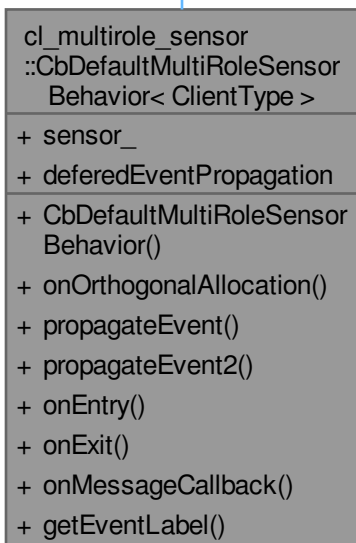 cl_multirole_sensor
::CbDefaultMultiRoleSensor
Behavior< ClientType >
+ sensor_
+ deferedEventPropagation
+ CbDefaultMultiRoleSensor
Behavior()
+ onOrthogonalAllocation()
+ propagateEvent()
+ propagateEvent2()
+ onEntry()
+ onExit()
+ onMessageCallback()
+ getEventLabel()